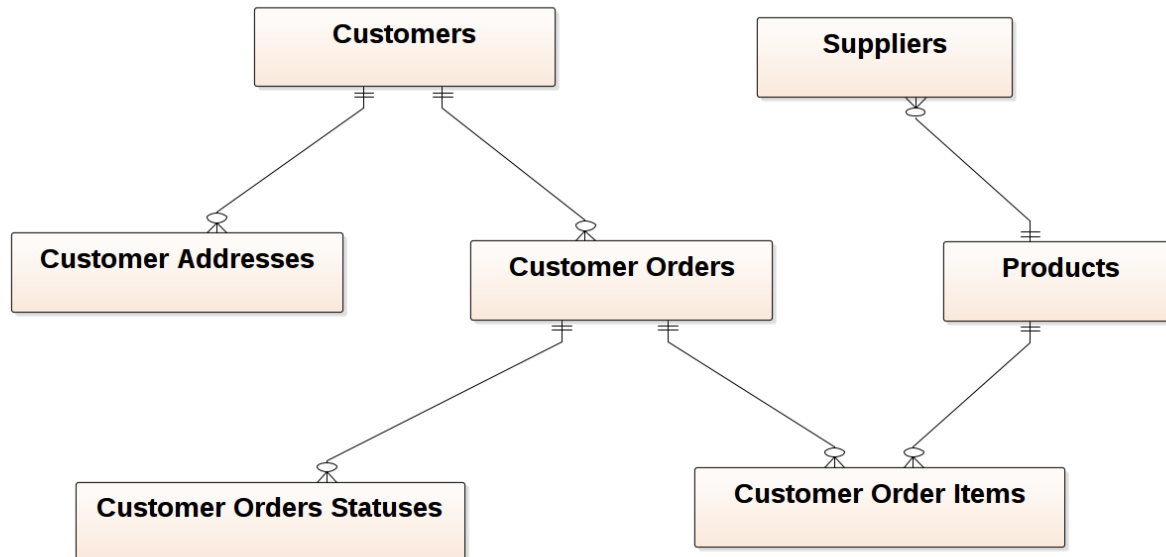 Customers
Suppliers
Customer Addresses
Customer Orders
Products
Customer Orders Statuses
Customer Order Items